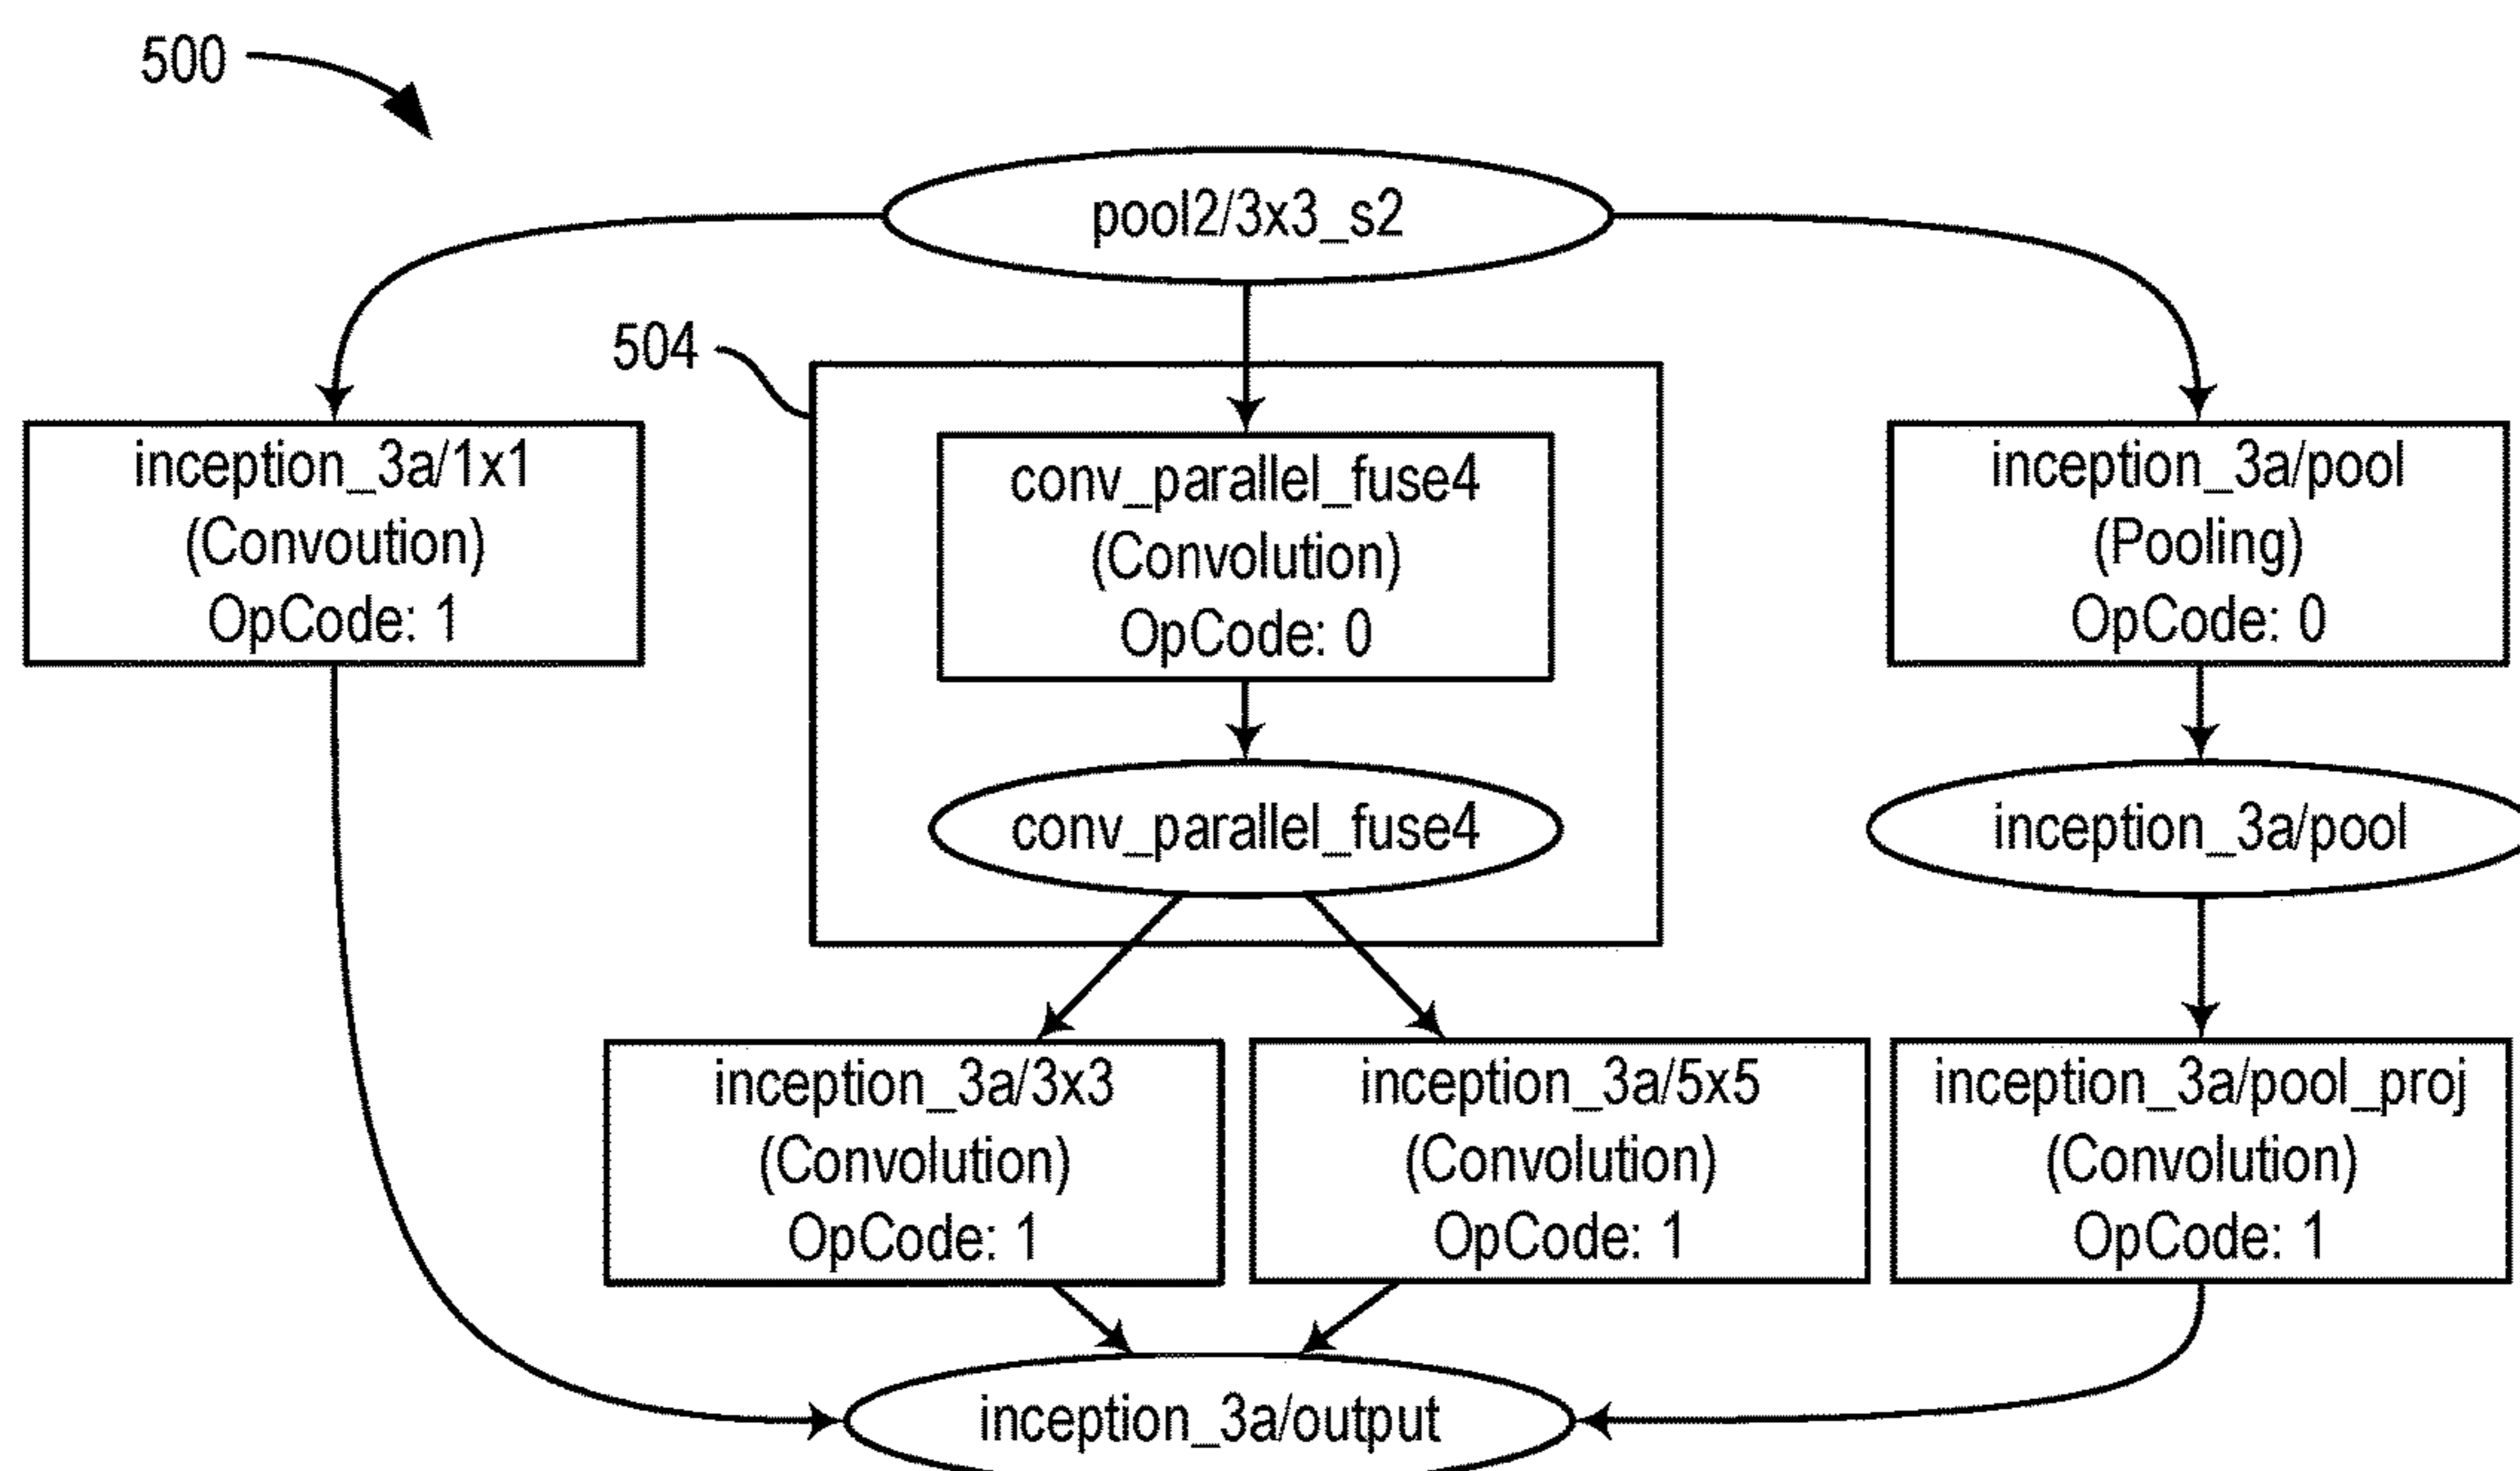 500
pool2/3x3_s2
504
inception_3a/1x1
(Convoution)
OpCode: 1
conv_parallel_fuse4
(Convolution)
OpCode: 0
inception_3a/pool
(Pooling)
OpCode: 0
conv_parallel_fuse4
inception_3a/pool
inception_3a/3x3
(Convolution)
OpCode: 1
inception_3a/5x5
(Convolution)
OpCode: 1
inception_3a/pool_proj
(Convolution)
OpCode: 1
inception_3a/output